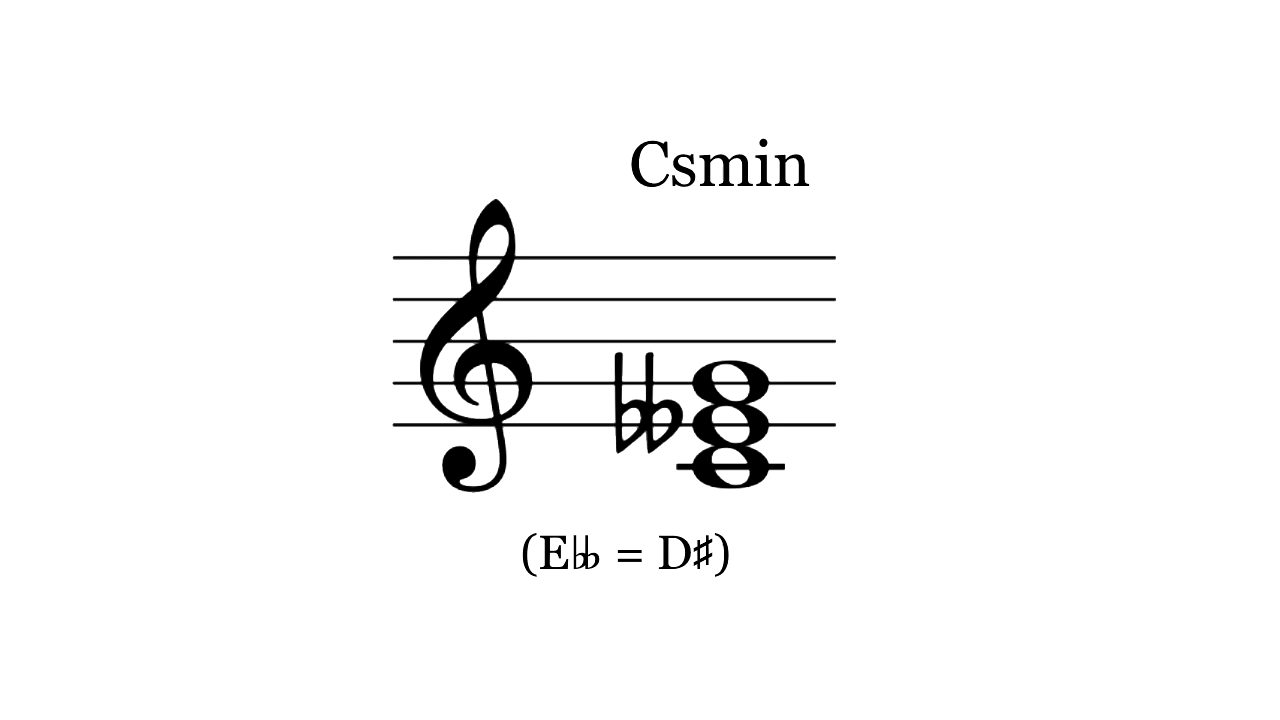 Csmin
(E𝄫 = D♯)